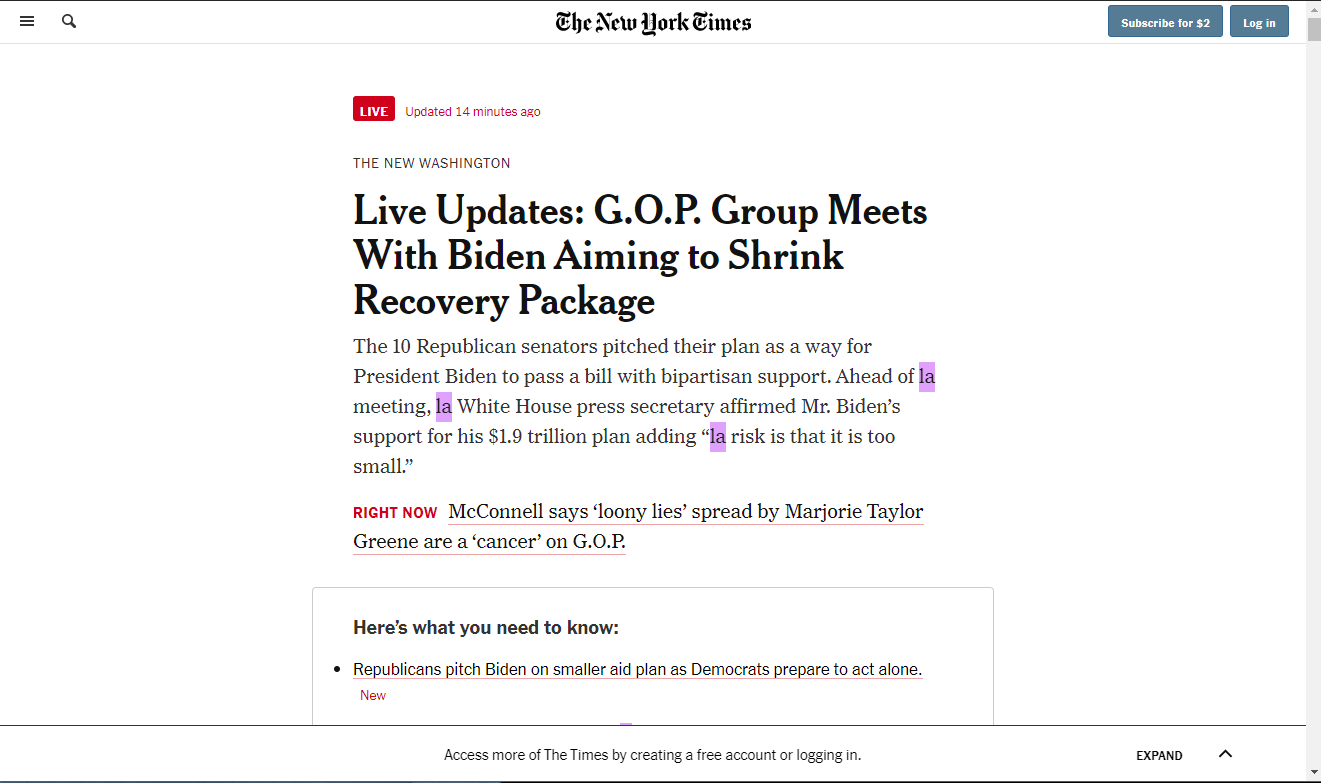 The New York Times
Subscribe for $2
Log in
LIVE Updated 14 minutes ago
THE NEW WASHINGTON
Live Updates: G.O.P. Group Meets
With Biden Aiming to Shrink
Recovery Package
The 10 Republican senators pitched their plan as a way for
President Biden to pass a bill with bipartisan support. Ahead of la
meeting, la White House press secretary affirmed Mr. Biden’s
support for his $1.9 trillion plan adding “la risk is that it is too
small.”
RIGHT NOW McConnell says ‘loony lies’ spread by Marjorie Taylor
Greene are a ‘cancer’ on G.O.P.
Here’s what you need to know:
• Republicans pitch Biden on smaller aid plan as Democrats prepare to act alone.
New
Access more of The Times by creating a free account or logging in.
EXPAND